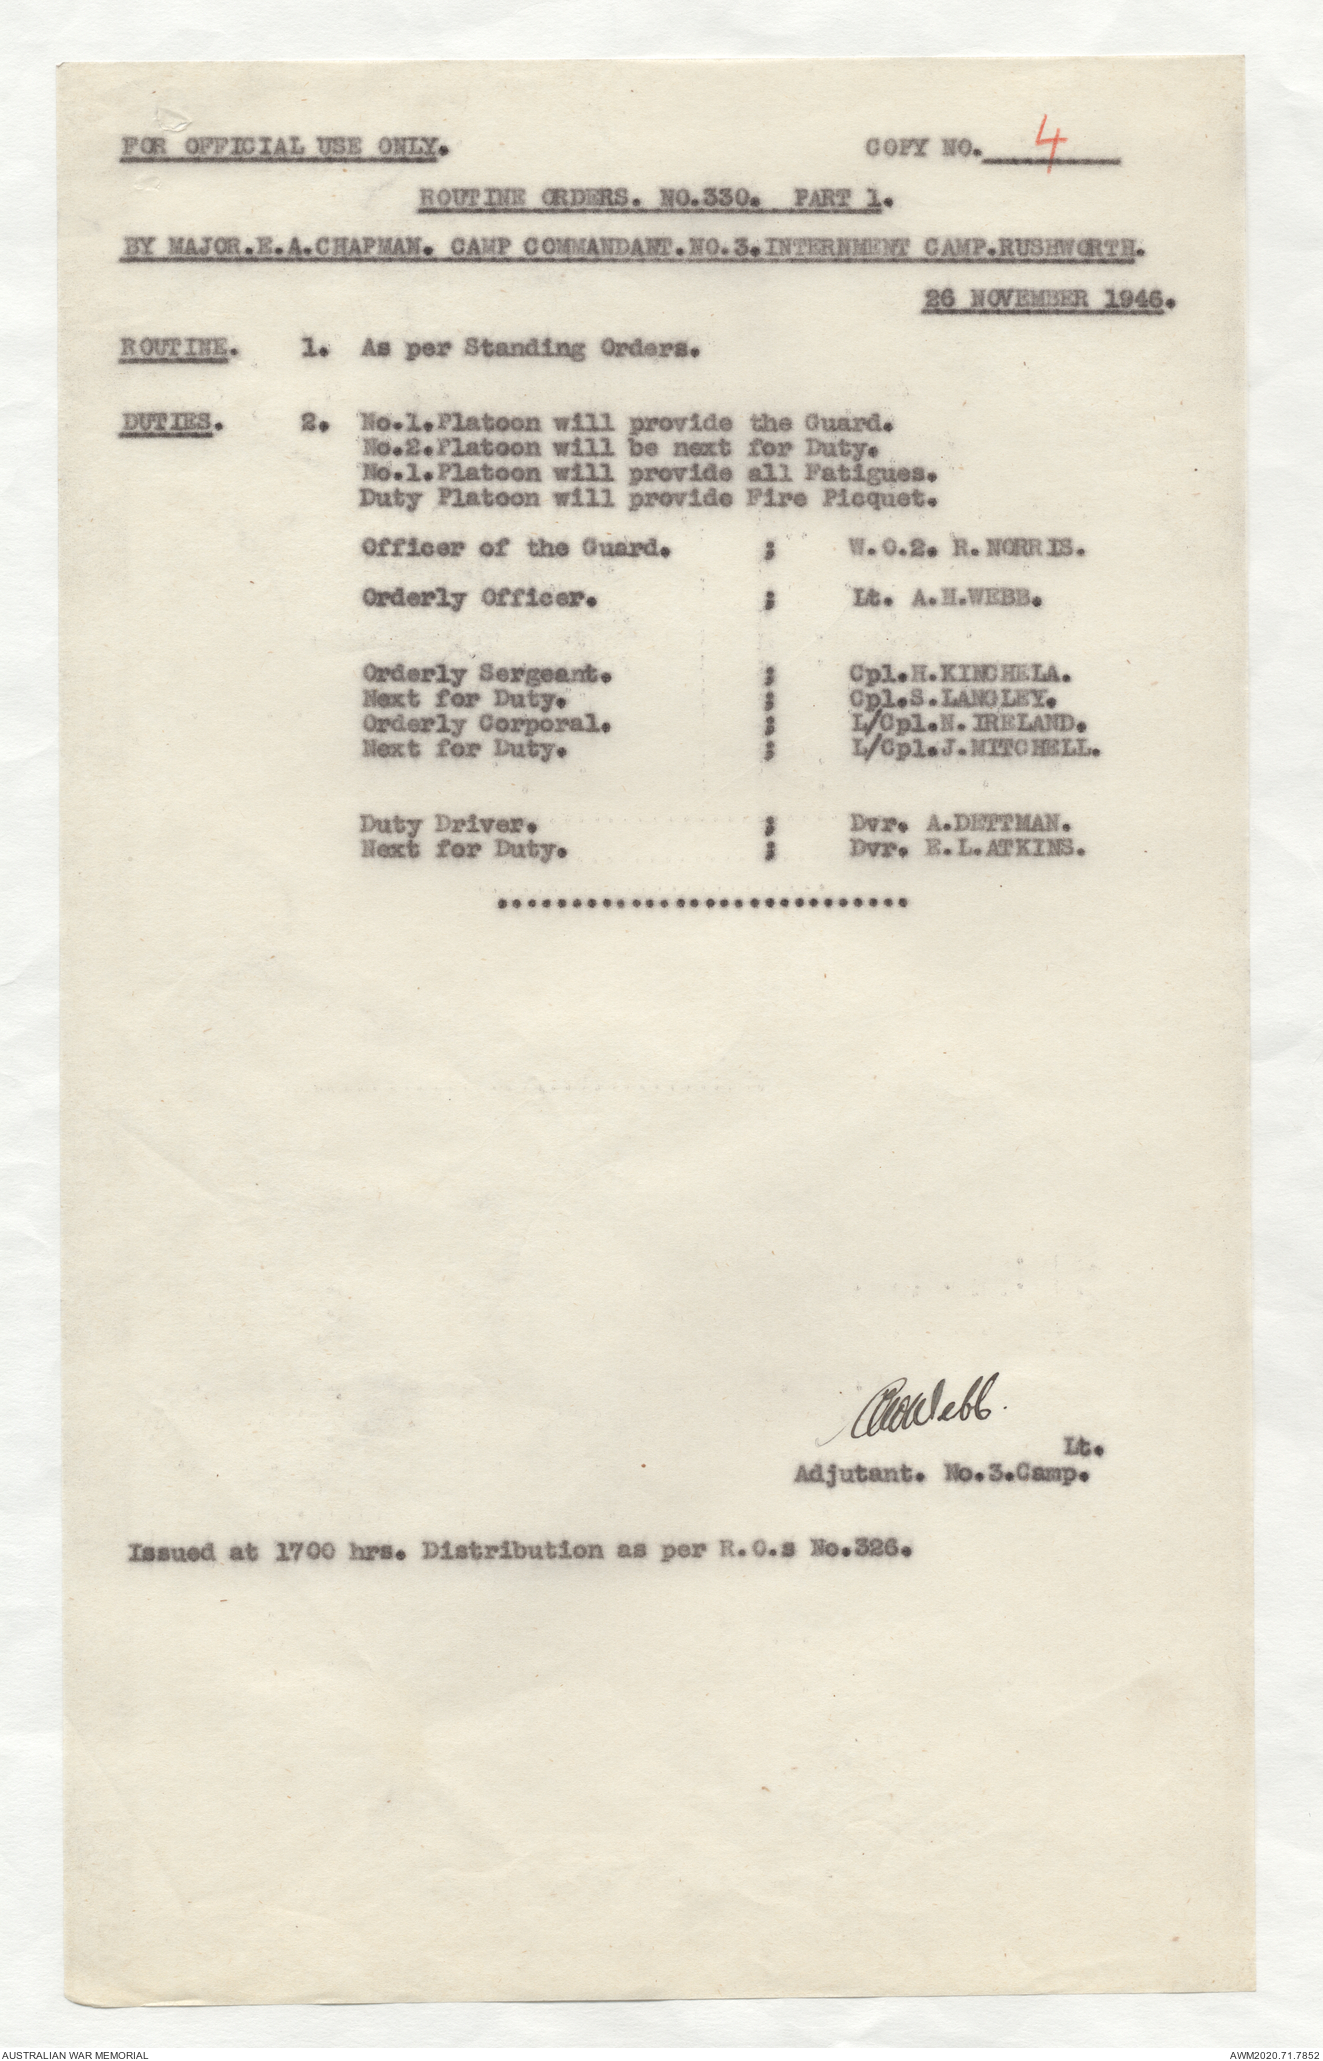 FOR OFFICIAL USE ONLY. COPY NO. 4
ROUTINE ORDERS. NO.330. PART 1.
BY MAJOR.E.A.CHAPMAN. CAMP COMMANDANT.NO.3.INTERNMENT CAMP.RUSHWORTH.
26 NOVEMBER 1946.
ROUTINE. 1. As per Standing Orders.
DUTIES. 2. No.1.Platoon will provide the Guard.
No.2.Platoon will be next for Duty.
No.1.Platoon will provide all Fatigues.
Duty Platoon will provide Fire Picquet.
Officer of the Guard. ; W.O.2. R.NORRIS.
Orderly Officer. ; Lt. A.H.WEBB.
Orderly Sergeant. ; Cpl.H.KINCHELA.
Next for Duty. ; Cpl.S.LANGLEY.
Orderly Corporal. ; L/Cpl.N.IRELAND.
Next for Duty. ; L/Cpl.J.MITCHELL.
Duty Driver. ; Dvr. A.DETTMAN.
Next for Duty. ; Dvr. E.L.ATKINS.
............................
Webb.
Lt.
Adjutant. No.3.Camp.
Issued at 1700 hrs. Distribution as per R.O.s No.326.
AUSTRALIAN WAR MEMORIAL AWM2020.71.7852